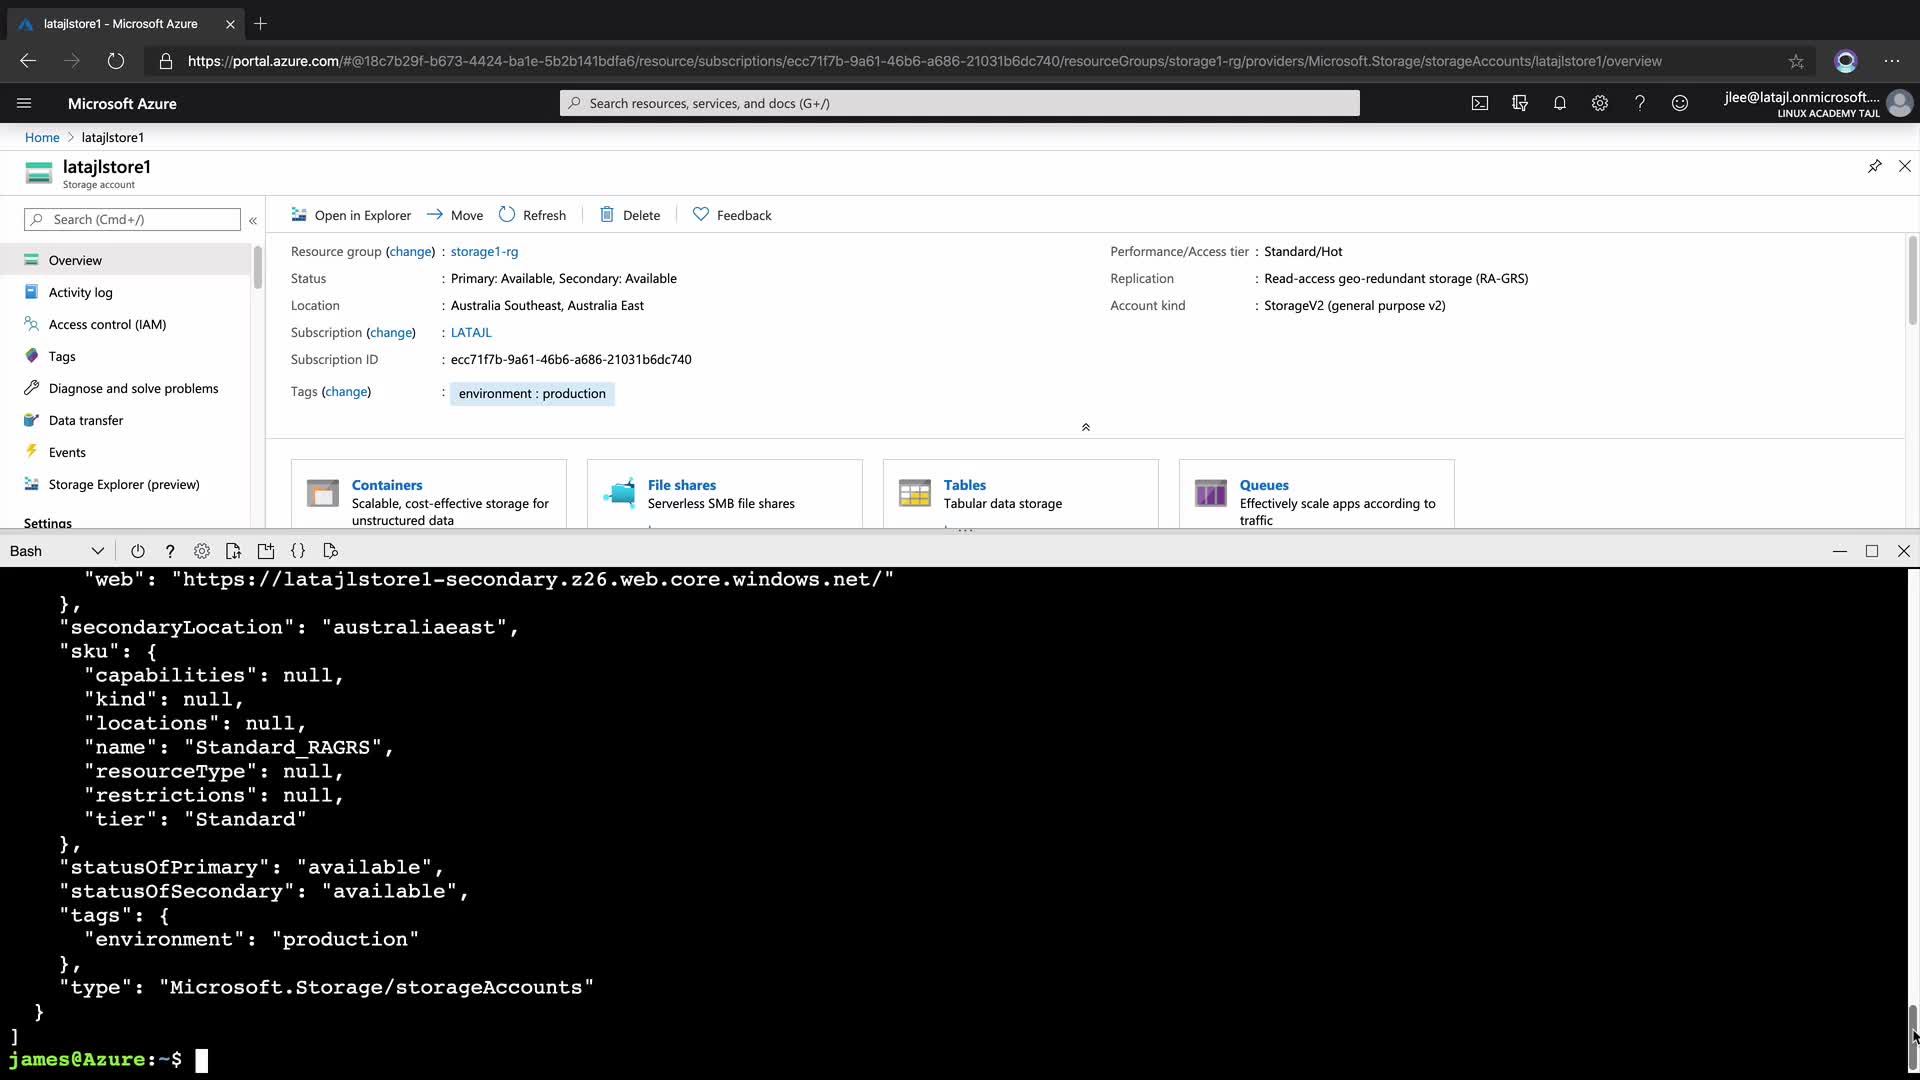 latajlstore1 - Microsoft Azure
https://portal.azure.com/#@18c7b29f-b673-4424-ba1e-5b2b141bdfa6/resource/subscriptions/ecc71f7b-9a61-46b6-a686-21031b6dc740/resourceGroups/storage1-rg/providers/Microsoft.Storage/storageAccounts/latajlstore1/overview
Microsoft Azure
Search resources, services, and docs (G+/)
jlee@latajl.onmicrosoft....
LINUX ACADEMY TAJL
Home > latajlstore1
latajlstore1
Storage account
Search (Cmd+/)
«
Overview
Activity log
Access control (IAM)
Tags
Diagnose and solve problems
Data transfer
Events
Storage Explorer (preview)
Settings
Open in Explorer
Move
Refresh
Delete
Feedback
Resource group (change) : storage1-rg
Status : Primary: Available, Secondary: Available
Location : Australia Southeast, Australia East
Subscription (change) : LATAJL
Subscription ID : ecc71f7b-9a61-46b6-a686-21031b6dc740
Tags (change) : environment : production
Performance/Access tier : Standard/Hot
Replication : Read-access geo-redundant storage (RA-GRS)
Account kind : StorageV2 (general purpose v2)
Containers
Scalable, cost-effective storage for
unstructured data
File shares
Serverless SMB file shares
Tables
Tabular data storage
Queues
Effectively scale apps according to
traffic
Bash
"web": "https://latajlstore1-secondary.z26.web.core.windows.net/"
},
"secondaryLocation": "australiaeast",
"sku": {
"capabilities": null,
"kind": null,
"locations": null,
"name": "Standard_RAGRS",
"resourceType": null,
"restrictions": null,
"tier": "Standard"
},
"statusOfPrimary": "available",
"statusOfSecondary": "available",
"tags": {
"environment": "production"
},
"type": "Microsoft.Storage/storageAccounts"
}
]
james@Azure:~$